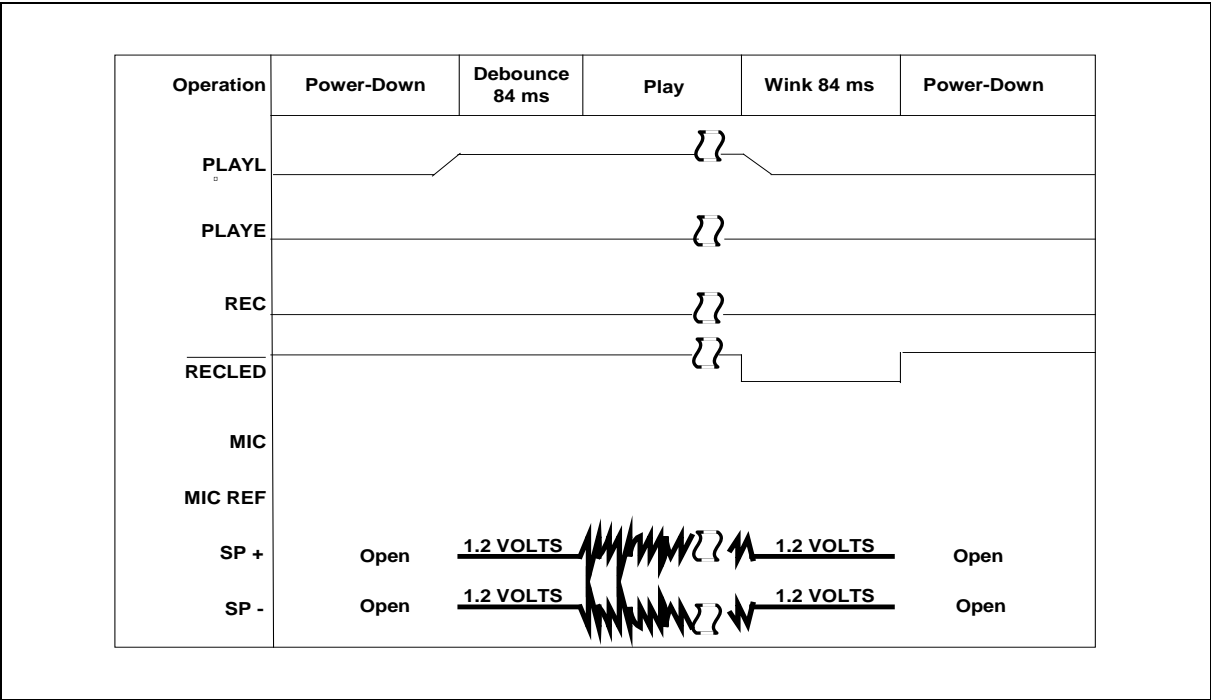 Operation Power-Down Debounce 84 ms Play Wink 84 ms Power-Down
PLAYL
PLAYE
REC
RECLED
MIC
MIC REF
SP + Open 1.2 VOLTS 1.2 VOLTS Open
SP - Open 1.2 VOLTS 1.2 VOLTS Open